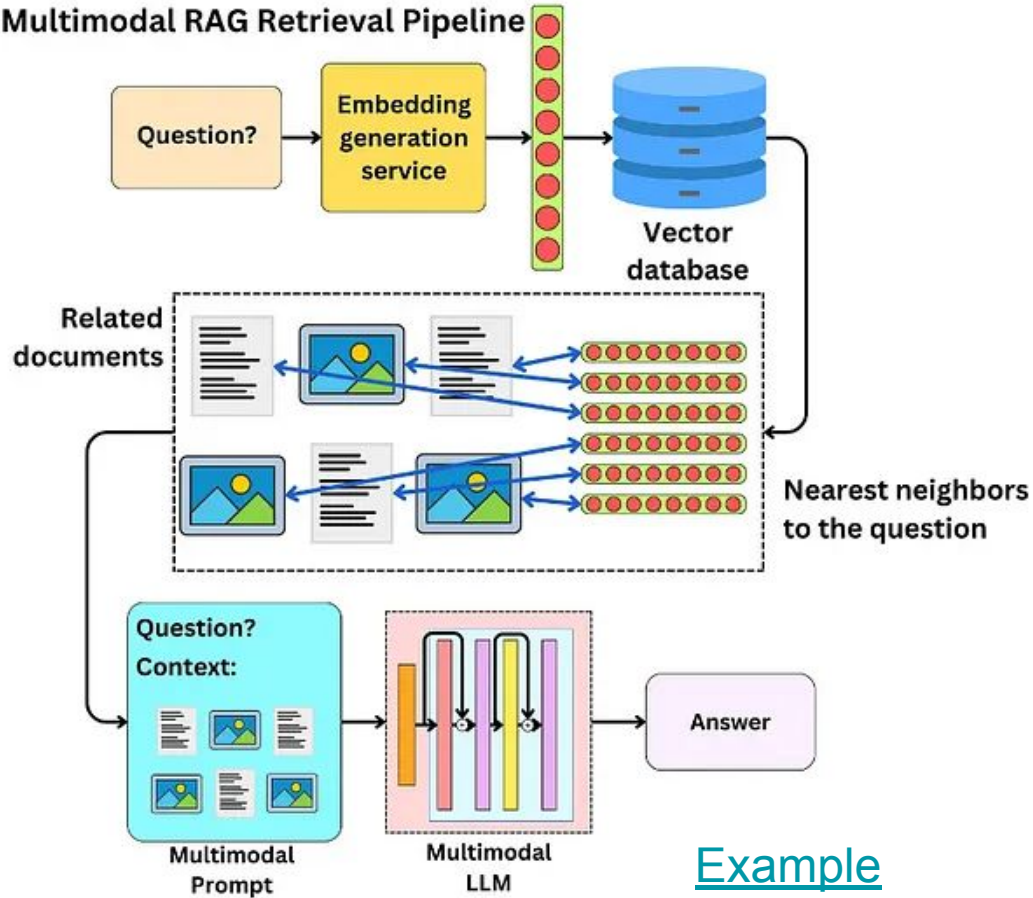 Multimodal RAG Retrieval Pipeline
Question?
Embedding
generation
service
Vector
database
Related
documents
Nearest neighbors
to the question
Question?
Context:
Multimodal
Prompt
Multimodal
LLM
Answer
Example